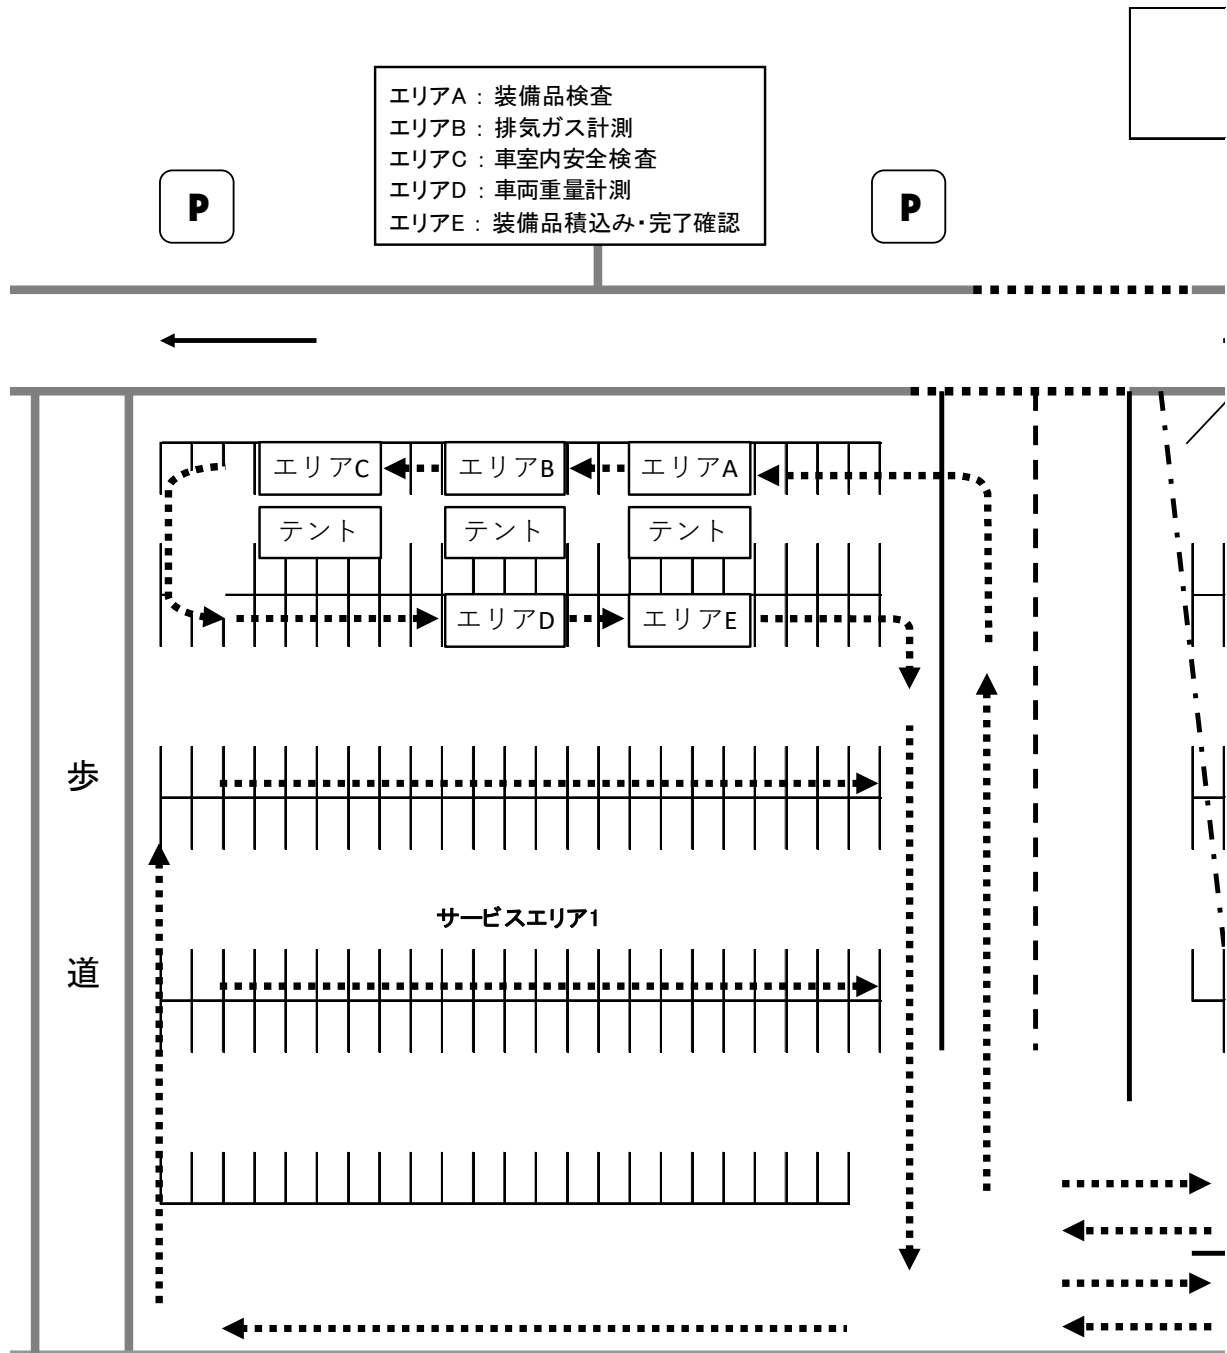 エリアA : 装備品検査
エリアB : 排気ガス計測
エリアC : 車室内安全検査
エリアD : 車両重量計測
エリアE : 装備品積込み・完了確認
P
P
エリアC
エリアB
エリアA
テント
テント
テント
エリアD
エリアE
歩道
サービスエリア1